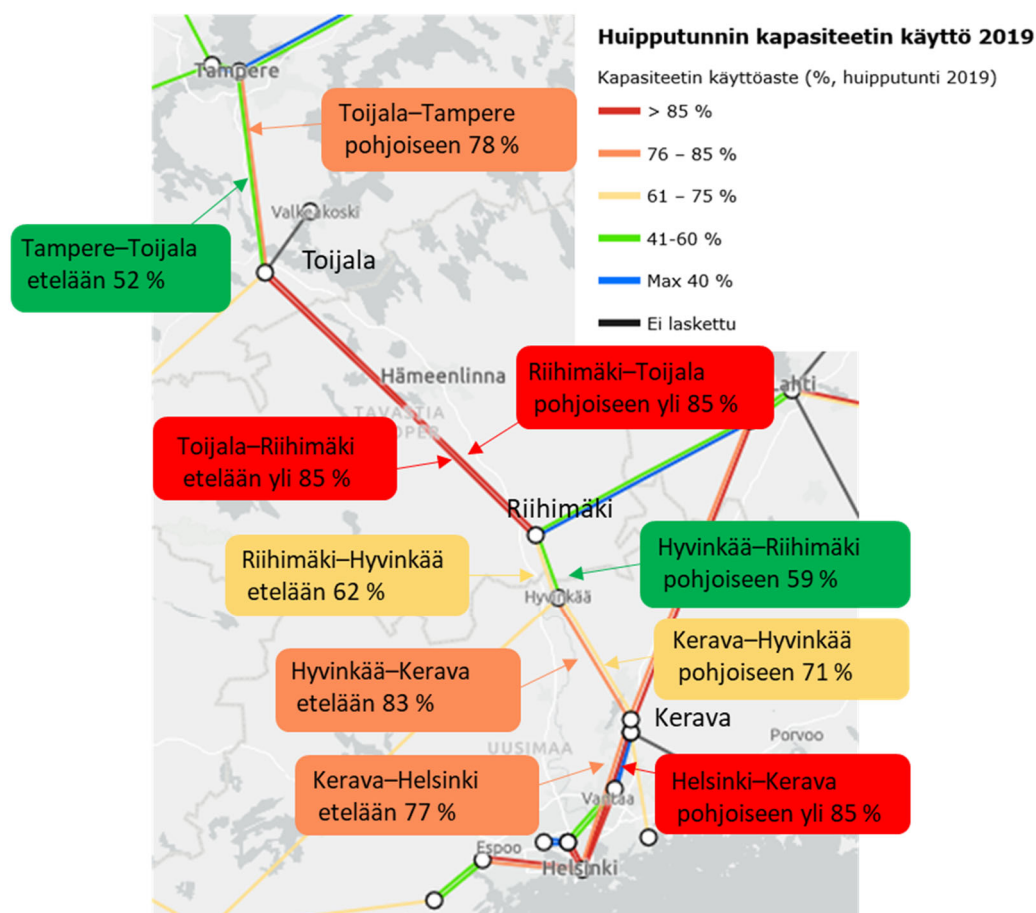 Huipputunnin kapasiteetin käyttö 2019
Kapasiteetin käyttöaste (%, huipputunti 2019)
> 85 %
76 – 85 %
61 – 75 %
41-60 %
Max 40 %
Ei laskettu
Tampere
Toijala–Tampere
pohjoiseen 78 %
Valkeakoski
Tampere–Toijala
etelään 52 %
Toijala
Hämeenlinna
Riihimäki–Toijala
pohjoiseen yli 85 %
Lahti
TAVASTIA
Toijala–Riihimäki
etelään yli 85 %
Riihimäki
Riihimäki–Hyvinkää
etelään 62 %
Hyvinkää–Riihimäki
pohjoiseen 59 %
Hyvinkää
Kerava–Hyvinkää
pohjoiseen 71 %
Hyvinkää–Kerava
etelään 83 %
Kerava
UUSIMAA
Porvoo
Kerava–Helsinki
etelään 77 %
Helsinki–Kerava
pohjoiseen yli 85 %
Vantaa
Espoo
Helsinki